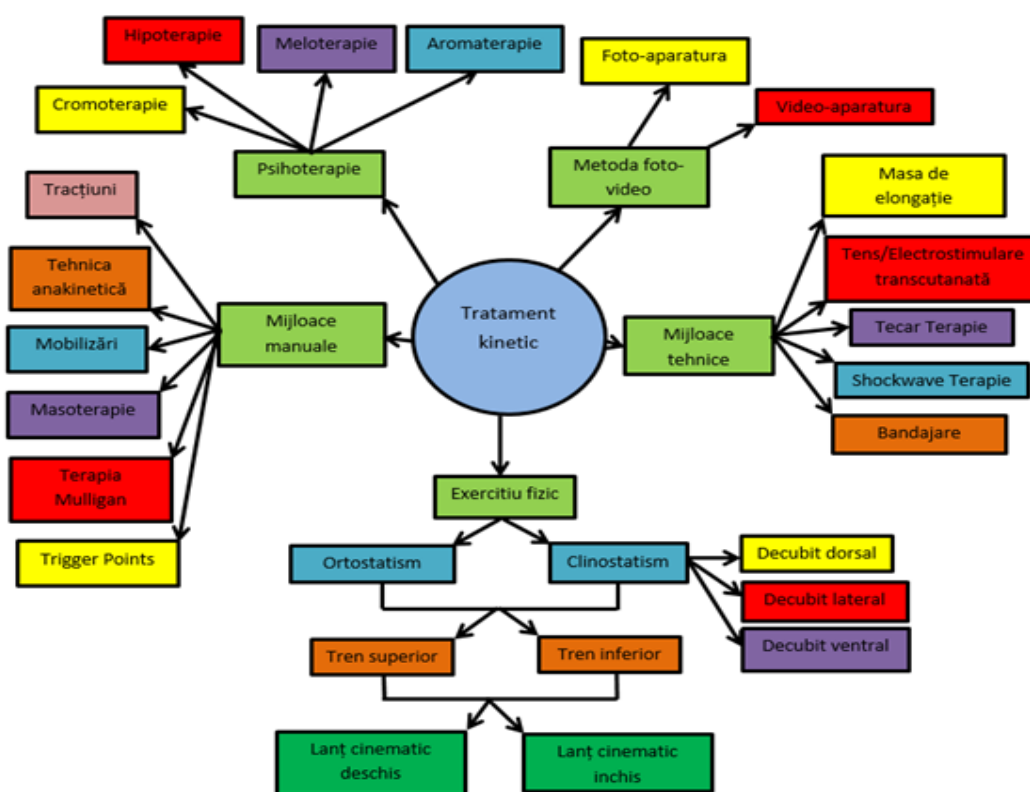 Hipoterapie
Meloterapie
Aromaterapie
Cromoterapie
Psihoterapie
Foto-aparatura
Video-aparatura
Metoda foto-
video
Tracțiuni
Tehnica
anakinetică
Mobilizări
Masoterapie
Terapia
Mulligan
Trigger Points
Mijloace
manuale
Tratament
kinetic
Mijloace
tehnice
Masa de
elongație
Tens/Electrostimulare
transcutanată
Tecar Terapie
Shockwave Terapie
Bandajare
Exercitiu fizic
Ortostatism
Clinostatism
Decubit dorsal
Decubit lateral
Decubit ventral
Tren superior
Tren inferior
Lanț cinematic
deschis
Lanț cinematic
inchis